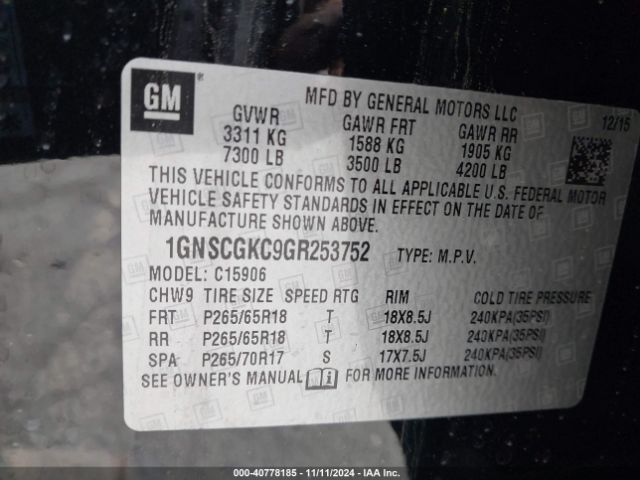 GM
MFD BY GENERAL MOTORS LLC
12/15
GVWR GAWR FRT GAWR RR
3311 KG 1588 KG 1905 KG
7300 LB 3500 LB 4200 LB
THIS VEHICLE CONFORMS TO ALL APPLICABLE U.S. FEDERAL MOTOR
VEHICLE SAFETY STANDARDS IN EFFECT ON THE DATE OF
MANUFACTURE SHOWN ABOVE.
1GNSCGKC9GR253752 TYPE: M.P.V.
MODEL: C15906
CHW9 TIRE SIZE SPEED RTG RIM COLD TIRE PRESSURE
FRT P265/65R18 T 18X8.5J 240KPA(35PSI)
RR P265/65R18 T 18X8.5J 240KPA(35PSI)
SPA P265/70R17 S 17X7.5J 240KPA(35PSI)
SEE OWNER'S MANUAL FOR MORE INFORMATION.
000-40778185 - 11/11/2024 - IAA Inc.